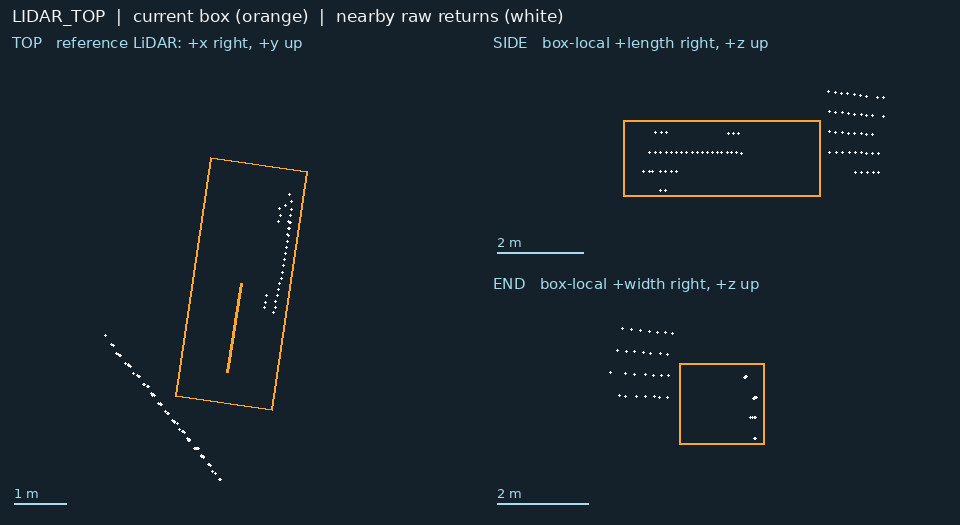 LIDAR_TOP | current box (orange) | nearby raw returns (white)
TOP reference LiDAR: +x right, +y up
SIDE box-local +length right, +z up
2 m
END box-local +width right, +z up
1 m
2 m